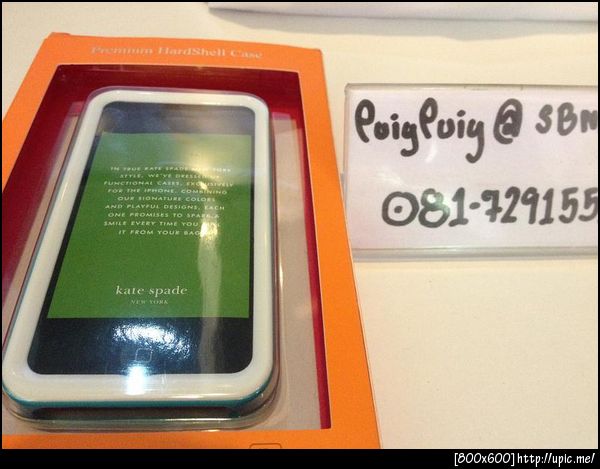 Premium HardShell Case
IN TRUE KATE SPADE NEW YORK
STYLE, WE'VE DRESSED UP
FUNCTIONAL CASES, EXCLUSIVELY
FOR THE IPHONE. COMBINING
OUR SIGNATURE COLORS
AND PLAYFUL DESIGNS, EACH
ONE PROMISES TO SPARK A
SMILE EVERY TIME YOU PULL
IT FROM YOUR BAG.
kate spade
NEW YORK
PuigPuig @ SBN
081-729155
[800x600]http://upic.me/